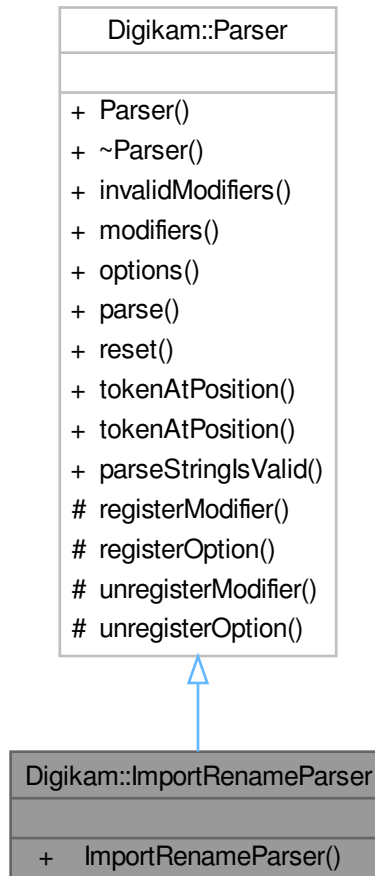 Digikam::Parser
+ Parser()
+ ~Parser()
+ invalidModifiers()
+ modifiers()
+ options()
+ parse()
+ reset()
+ tokenAtPosition()
+ tokenAtPosition()
+ parseStringIsValid()
# registerModifier()
# registerOption()
# unregisterModifier()
# unregisterOption()
Digikam::ImportRenameParser
+ ImportRenameParser()